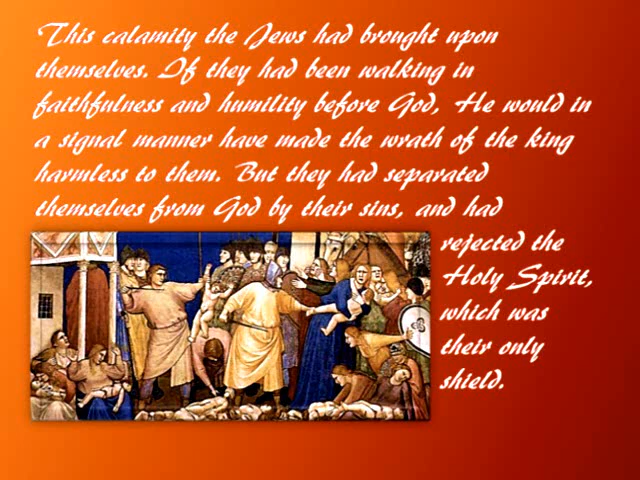 This calamity the Jews had brought upon
themselves. If they had been walking in
faithfulness and humility before God, He would in
a signal manner have made the wrath of the king
harmless to them. But they had separated
themselves from God by their sins, and had
rejected the
Holy Spirit,
which was
their only
shield.